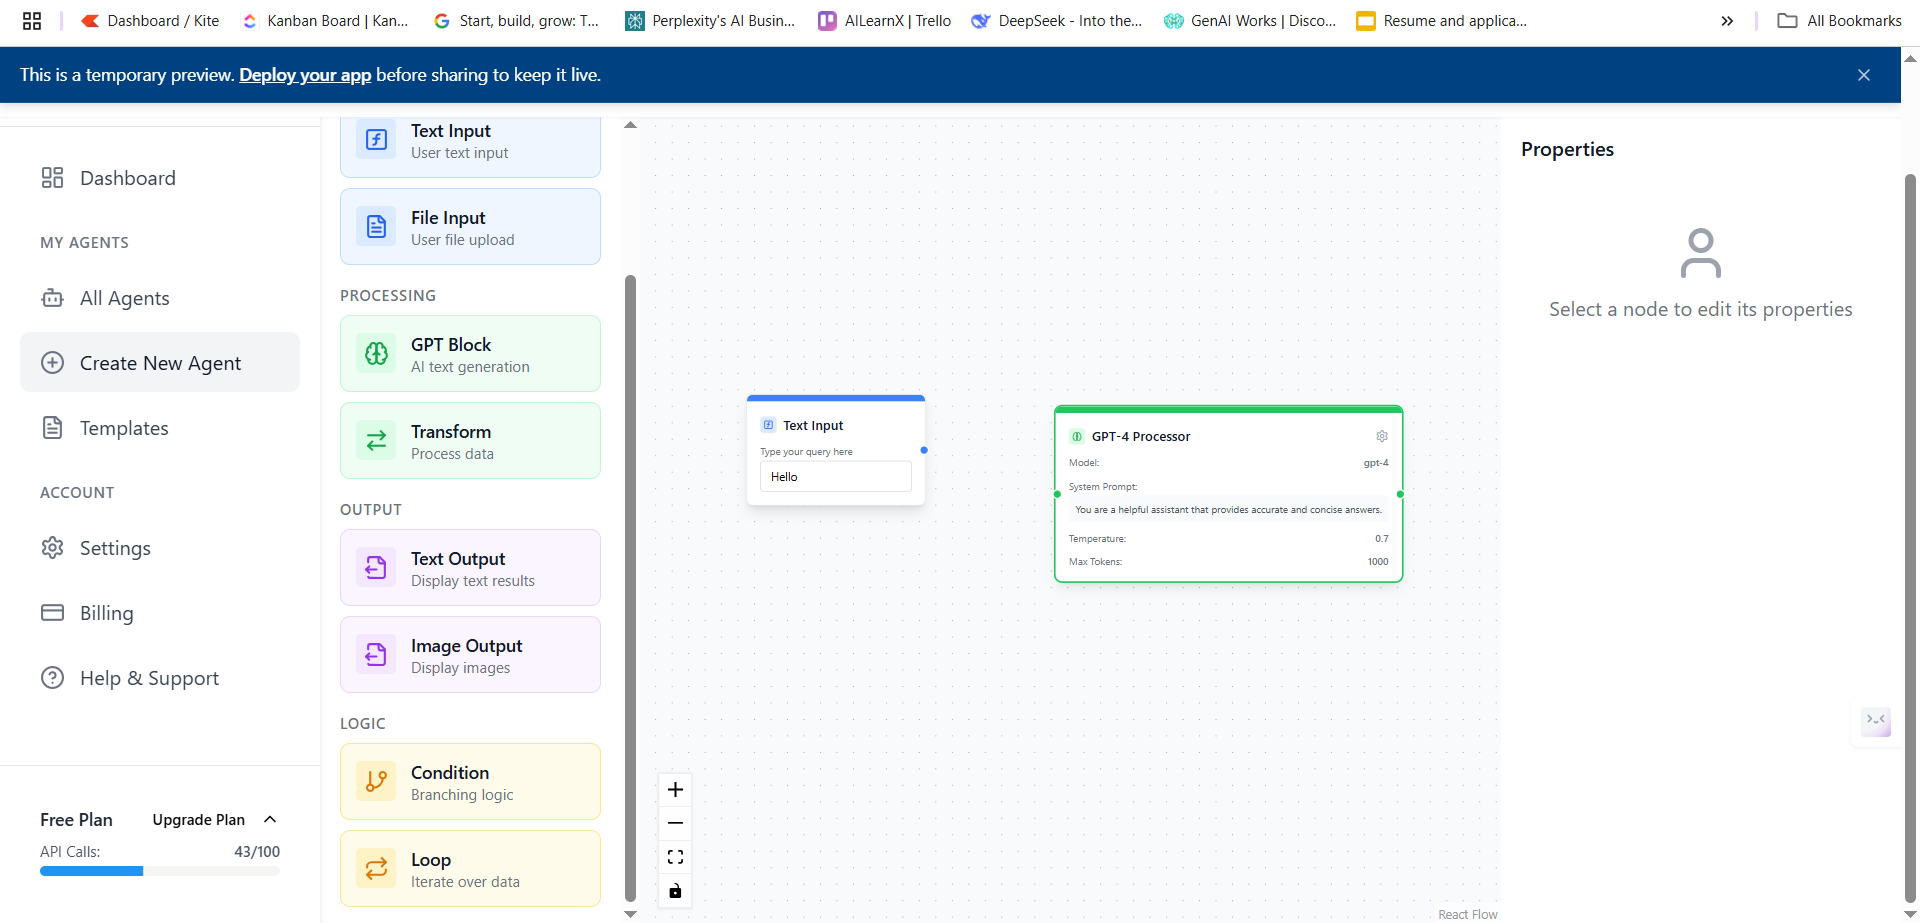 Dashboard / Kite
Kanban Board | Kan...
Start, build, grow: T...
Perplexity's AI Busin...
AILearnX | Trello
DeepSeek - Into the...
GenAI Works | Disco...
Resume and applica...
All Bookmarks
This is a temporary preview. Deploy your app before sharing to keep it live.
Dashboard
MY AGENTS
All Agents
Create New Agent
Templates
ACCOUNT
Settings
Billing
Help & Support
Free Plan
Upgrade Plan
API Calls:
43/100
Text Input
User text input
File Input
User file upload
PROCESSING
GPT Block
AI text generation
Transform
Process data
OUTPUT
Text Output
Display text results
Image Output
Display images
LOGIC
Condition
Branching logic
Loop
Iterate over data
Text Input
Type your query here
Hello
GPT-4 Processor
Model:
gpt-4
System Prompt:
You are a helpful assistant that provides accurate and concise answers.
Temperature:
0.7
Max Tokens:
1000
React Flow
Properties
Select a node to edit its properties